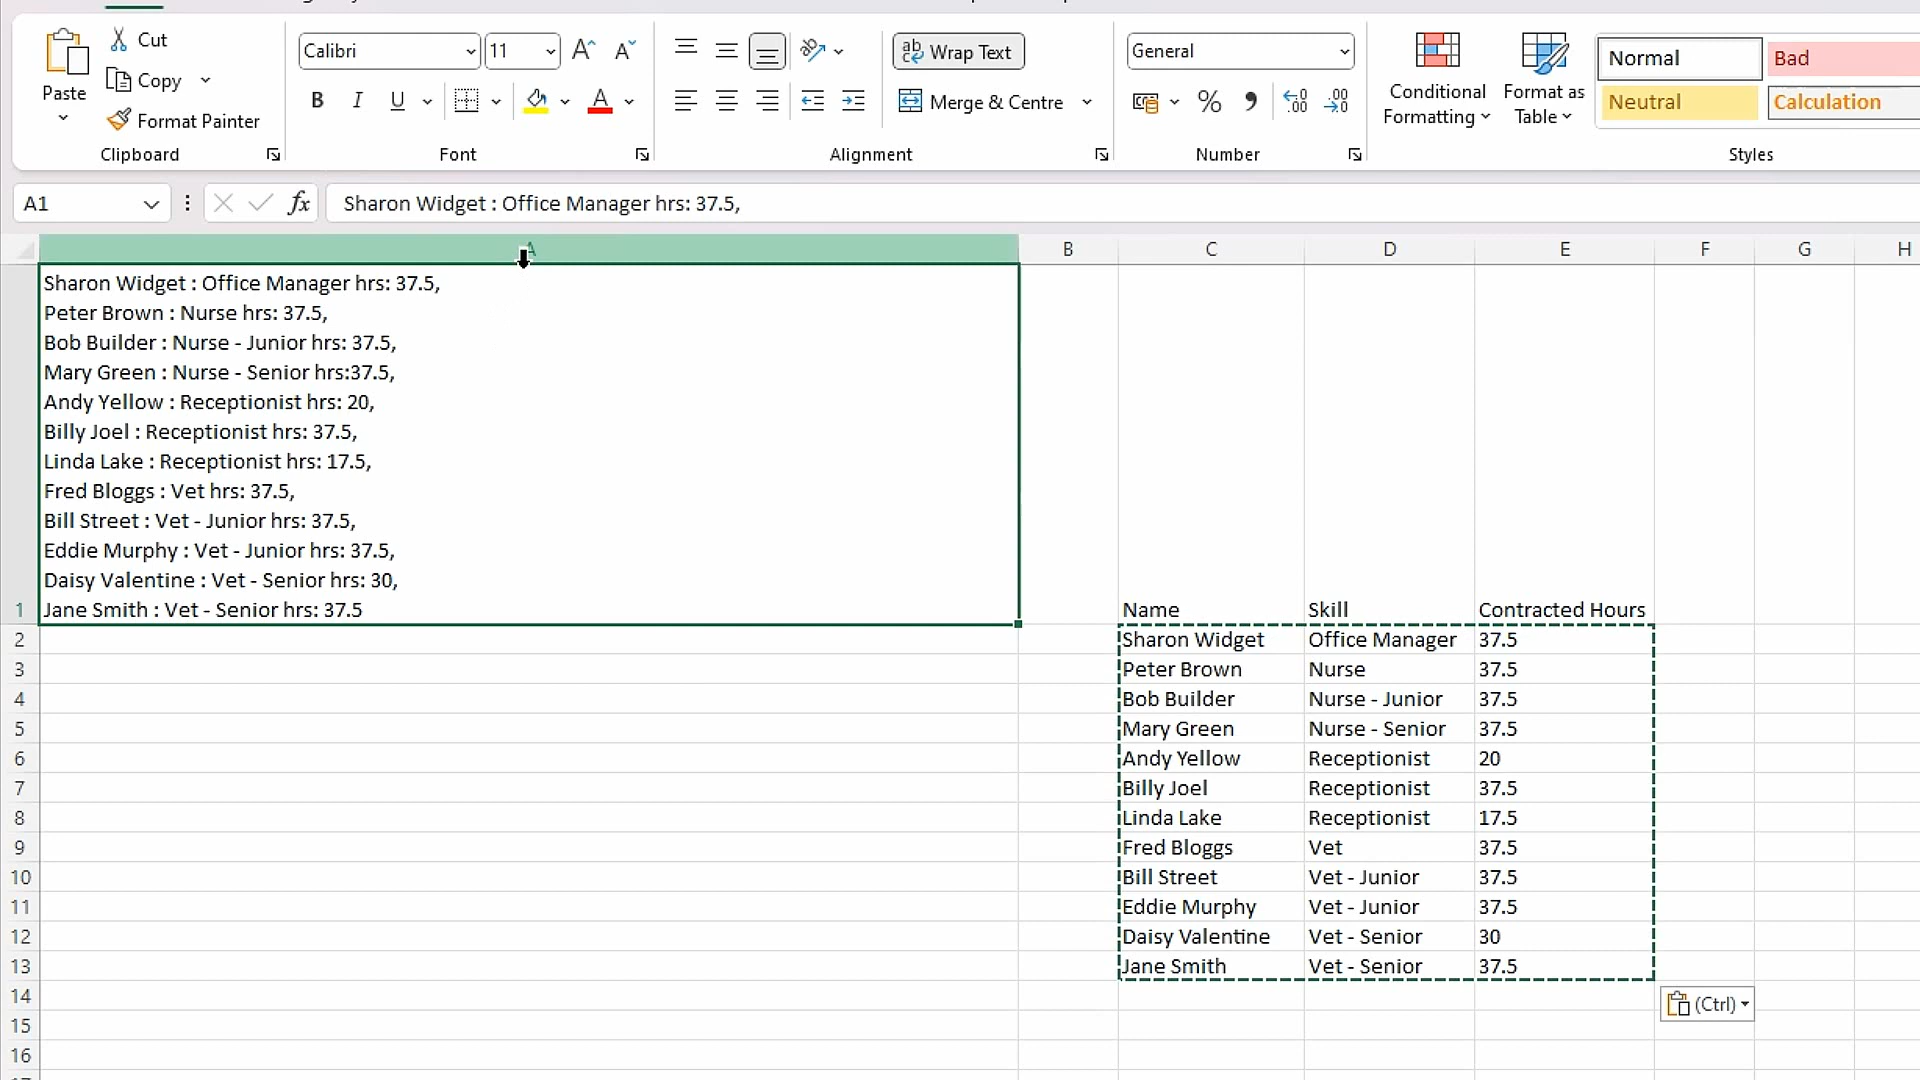 Cut
Copy
Format Painter
Paste
Clipboard
Calibri
11
B I U A
Font
Wrap Text
Merge & Centre
Alignment
General
Number
Conditional Formatting
Format as Table
Normal
Bad
Neutral
Calculation
Styles
A1
fx
Sharon Widget : Office Manager hrs: 37.5,
A B C D E F G H
Sharon Widget : Office Manager hrs: 37.5,
Peter Brown : Nurse hrs: 37.5,
Bob Builder : Nurse - Junior hrs: 37.5,
Mary Green : Nurse - Senior hrs:37.5,
Andy Yellow : Receptionist hrs: 20,
Billy Joel : Receptionist hrs: 37.5,
Linda Lake : Receptionist hrs: 17.5,
Fred Bloggs : Vet hrs: 37.5,
Bill Street : Vet - Junior hrs: 37.5,
Eddie Murphy : Vet - Junior hrs: 37.5,
Daisy Valentine : Vet - Senior hrs: 30,
Jane Smith : Vet - Senior hrs: 37.5
1 Name Skill Contracted Hours
2 Sharon Widget Office Manager 37.5
3 Peter Brown Nurse 37.5
4 Bob Builder Nurse - Junior 37.5
5 Mary Green Nurse - Senior 37.5
6 Andy Yellow Receptionist 20
7 Billy Joel Receptionist 37.5
8 Linda Lake Receptionist 17.5
9 Fred Bloggs Vet 37.5
10 Bill Street Vet - Junior 37.5
11 Eddie Murphy Vet - Junior 37.5
12 Daisy Valentine Vet - Senior 30
13 Jane Smith Vet - Senior 37.5
14 (Ctrl)
15
16